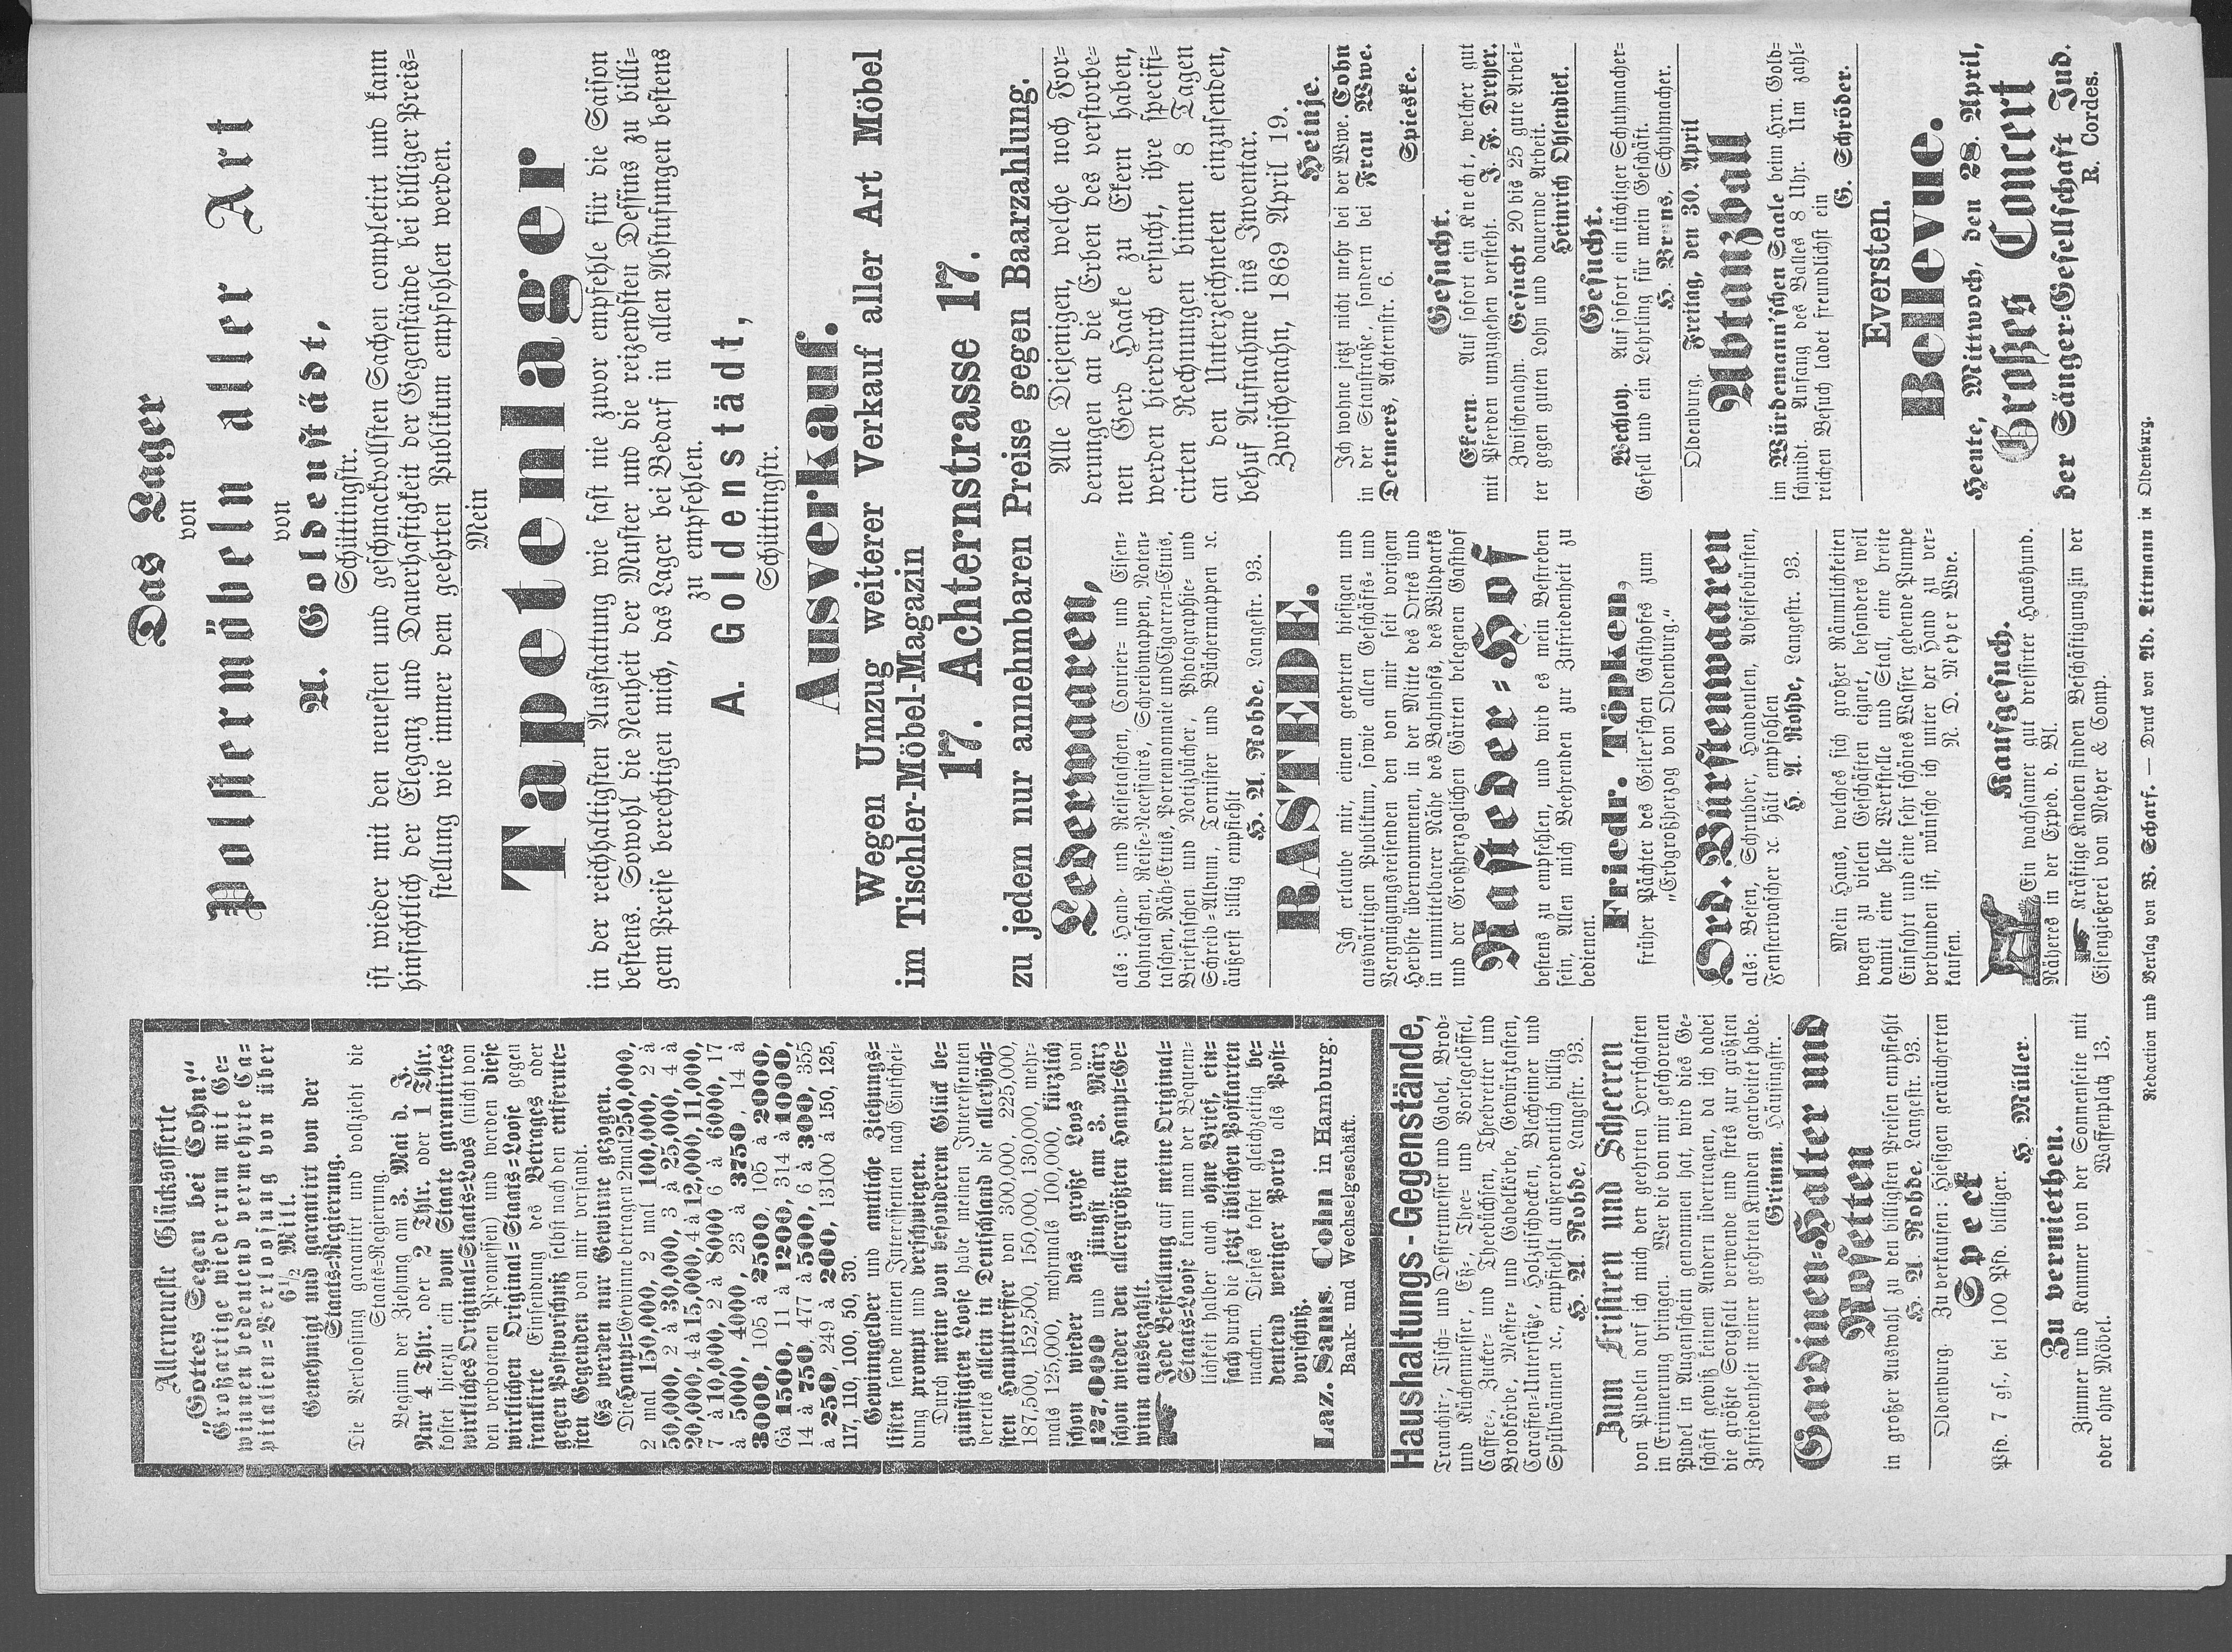 Allerneueste Glücksofferte
„Gottes Segen bei Cohn!“
Großartige wiederum mit Ge-
winnen bedeutend vermehrte Ca-
pitalien-Verloosung von über
6½ Mill.
Genehmigt und garantirt von der
Staats-Regierung.
Die Verloosung garantirt und vollzieht die
Staats-Regierung.
Beginn der Ziehung am 3. Mai d. J.
Nur 4 Thlr. oder 2 Thlr. oder 1 Thlr.
kostet hierzu ein vom Staate garantirtes
wirkliches Original-Staats-Loos (nicht von
den verbotenen Promessen) und werden diese
wirklichen Original-Staats-Loose gegen
frankirte Einsendung des Betrages oder
gegen Postvorschuß selbst nach den entfernte-
sten Gegenden von mir versandt.
Es werden nur Gewinne gezogen.
Die Haupt-Gewinne betragen 2mal 250,000,
2 mal 150,000, 2 mal 100,000, 2 à
50,000, 2 à 30,000, 3 à 25,000, 4 à
20,000, 4 à 15,000, 4 à 12,000, 11,000,
7 à 10,000, 2 à 8000 6 à 6000, 17
à 5000, 4000, 23 à 3750, 14 à
3000, 105 à 2500, 105 à 2000,
6à 1500, 11 à 1200, 314 à 1000,
14 à 750, 477 à 500, 6 à 300, 355
à 250, 249 à 200, 13100 á 150, 125,
117, 110, 100, 50, 30.
Gewinngelder und amtliche Ziehungs-
listen sende meinen Interessenten nach Entschei-
dung prompt und verschwiegen.
Durch meine von besonderem Glück be-
günstigten Loose habe meinen Interessenten
bereits allein in Deutschland die allerhöch-
sten Haupttreffer von 300,000, 225,000,
187,500, 152,500, 150,000, 130,000, mehr-
mals 125,000, mehrmals 100,000, kürzlich
schon wieder das große Loos von
127,000 und jüngst am 3. März
schon wieder den allergrößten Haupt-Ge-
winn ausbezahlt.
Jede Bestellung auf meine Original-
Staats-Loose kann man der Bequem-
lichkeit halber auch ohne Brief, ein-
fach durch die jetzt üblichen Postkarten
machen. Dieses kostet gleichzeitig be-
deutend weniger Porto als Post-
vorschuß.
Laz. Sams. Cohn in Hamburg.
Bank- und Wechselgeschäft.
Haushaltungs-Gegenstände,
Tranchir-, Tisch- und Dessertmesser und Gabel, Brod-
und Küchenmesser, Eß-, Thee- und Vorlegelöffel,
Caffee-, Zucker- und Theebüchsen, Theebretter und
Brodkörbe, Messer- und Gabelkörbe, Gewürzkasten,
Caraffen-Untersätze, Holztischdecken, Blecheimer und
Spülwännen ec., empfiehlt außerordentlich billig
H. A. Rohde, Langestr. 93.
Zum Frisiren und Scheeren
von Pudeln darf ich mich den geehrten Herrschaften
in Erinnerung bringen. Wer die von mir geschorenen
Pudel in Augenschein genommen hat, wird dies Ge-
schäft gewiß keinem Andern übertragen, da ich dabei
die größte Sorgfalt verwende und stets zur größten
Zufriedenheit meiner geehrten Kunden gearbeitet habe.
Grimm, Häusingstr.
Gardinen-Halter und
Rosetten
in großer Auswahl zu den billigsten Preisen empfiehlt
H. A. Rohde, Langestr. 93.
Oldenburg. Zu verkaufen: Hiesigen geräucherten
Speck
Pfd. 7 gs., bei 100 Pfd. billiger.
H. Müller.
Zu vermiethen.
Zimmer und Kammer von der Sonnenseite mit
oder ohne Möbel. Waffenplatz 13.
Das Lager
von
Polstermöbeln aller Art
von
A. Goldenstädt,
Schüttingstr.
ist wieder mit den neuesten und geschmackvollsten Sachen completirt und kann
hinsichtlich der Eleganz und Dauerhaftigkeit der Gegenstände bei billiger Preis-
stellung wie immer dem geehrten Publikum empfohlen werden.
Mein
Tapetenlager
in der reichhaltigsten Ausstattung wie fast nie zuvor empfehle für die Saison
bestens. Sowohl die Neuheit der Muster und die reizendsten Dessins zu billi-
gem Preise berechtigen mich, das Lager bei Bedarf in allen Abstufungen bestens
zu empfehlen.
A. Goldenstädt,
Schüttingstr.
Ausverkauf.
Wegen Umzug weiterer Verkauf aller Art Möbel
im Tischler-Möbel-Magazin
17. Achternstrasse 17.
zu jedem nur annehmbaren Preise gegen Baarzahlung.
Lederwaaren,
als: Hand- und Reisetaschen, Courier- und Eisen-
bahntaschen, Reise-Necessairs, Schreibmappen, Noten-
taschen, Näh-Etuis, Portemonnaie und Cigarren-Etuis,
Brieftaschen und Notizbücher, Photographie- und
Schreib-Album, Tornister und Büchermappen ec.
äußerst billig empfiehlt
H. A. Rohde, Langestr. 93.
RASTEDE.
Ich erlaube mir, einem geehrten hiesigen und
auswärtigen Publikum, sowie allen Geschäfts- und
Vergnügungsreisenden den von mir seit vorigem
Herbste übernommenen, in der Mitte des Ortes und
in unmittelbarer Nähe des Bahnhofs, des Wildparks
und der Großherzoglichen Gärten belegenen Gasthof
Rasteder-Hof
bestens zu empfehlen, und wird es mein Bestreben
sein, Allen mich Beehrenden zur Zufriedenheit zu
bedienen.
Friedr. Töpken,
früher Pächter des Geiler'schen Gasthofes zum
„Erbgroßherzog von Oldenburg.“
Ord. Bürstenwaaren
als: Besen, Schrubber, Handeulen, Abseifebürsten,
Fensterwascher ec. hält empfohlen
H. A. Rohde, Langestr. 93.
Mein Haus, welches sich großer Räumlichkeiten
wegen zu vielen Geschäften eignet, besonders weil
damit eine helle Werkstelle und Stall, eine breite
Einfahrt und eine sehr schönes Wasser gebende Pumpe
verbunden ist, wünsche ich unter der Hand zu ver-
kaufen. N. D. Meyer Wwe.
Kaufgesuch.
Ein wachsamer gut dressirter Haushund.
Näheres in der Exped. d. Bl.
Kräftige Knaben finden Beschäftigung in der
Eisengießerei von Meyer & Comp.
Alle Diejenigen, welche noch For-
derungen an die Erben des verstorbe-
nen Gerd Haake zu Ekern haben,
werden hierdurch ersucht, ihre specifi-
cirten Rechnungen binnen 8 Tagen
an den Unterzeichneten einzusenden,
behuf Aufnahme ins Inventar.
Zwischenahn, 1869 April 19.
Heinje.
Ich wohne jetzt nicht mehr bei der Wwe. Cohn
in der Staustraße, sondern bei Frau Wwe.
Detmers, Achternstr. 6.
Spieske.
Gesucht.
Ekern. Auf sofort ein Knecht, welcher gut
mit Pferden umzugehen versteht. J. F. Dreyer.
Zwischenahn. Gesucht 20 bis 25 gute Arbei-
ter gegen guten Lohn und dauernde Arbeit.
Heinrich Ohlendiek.
Gesucht.
Wechloy. Auf sofort ein tüchtiger Schuhmacher-
Gesell und ein Lehrling für mein Geschäft.
H. Bruns, Schuhmacher.
Oldenburg. Freitag, den 30. April
Abtanzball
im Würdemann'schen Saale beim Hrn. Gold-
schmidt. Anfang des Balles 8 Uhr. Um zahl-
reichen Besuch ladet freundlichst ein
G. Schröder.
Eversten.
Bellevue.
Heute, Mittwoch, den 28. April,
Großes Concert
der Sänger-Gesellschaft Jud.
R. Cordes.
Redaction und Verlag von B. Scharf. — Druck von Ad. Littmann in Oldenburg.